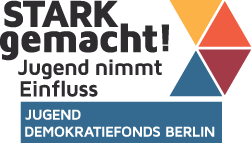 STARK
gemacht!
Jugend nimmt
Einfluss
JUGEND
DEMOKRATIEFONDS BERLIN